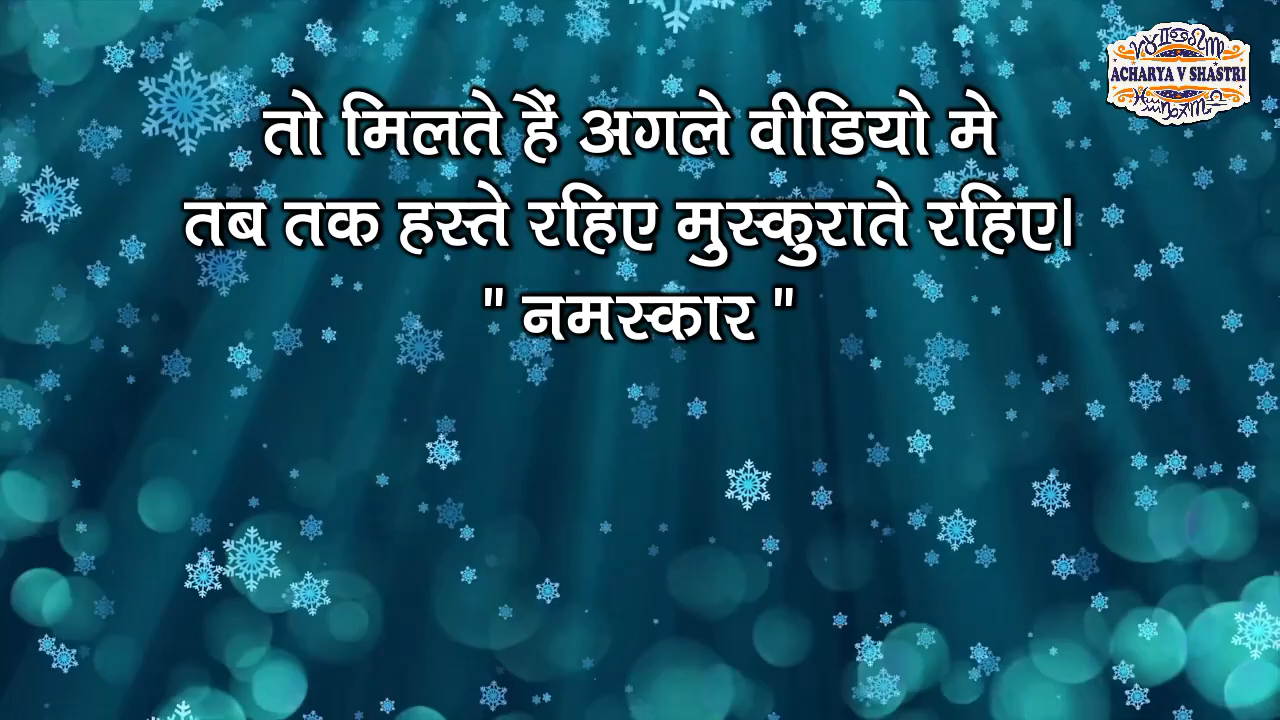 ACHARYA V SHASTRI
तो मिलते हैं अगले वीडियो मे
तब तक हस्ते रहिए मुस्कुराते रहिए।
" नमस्कार "